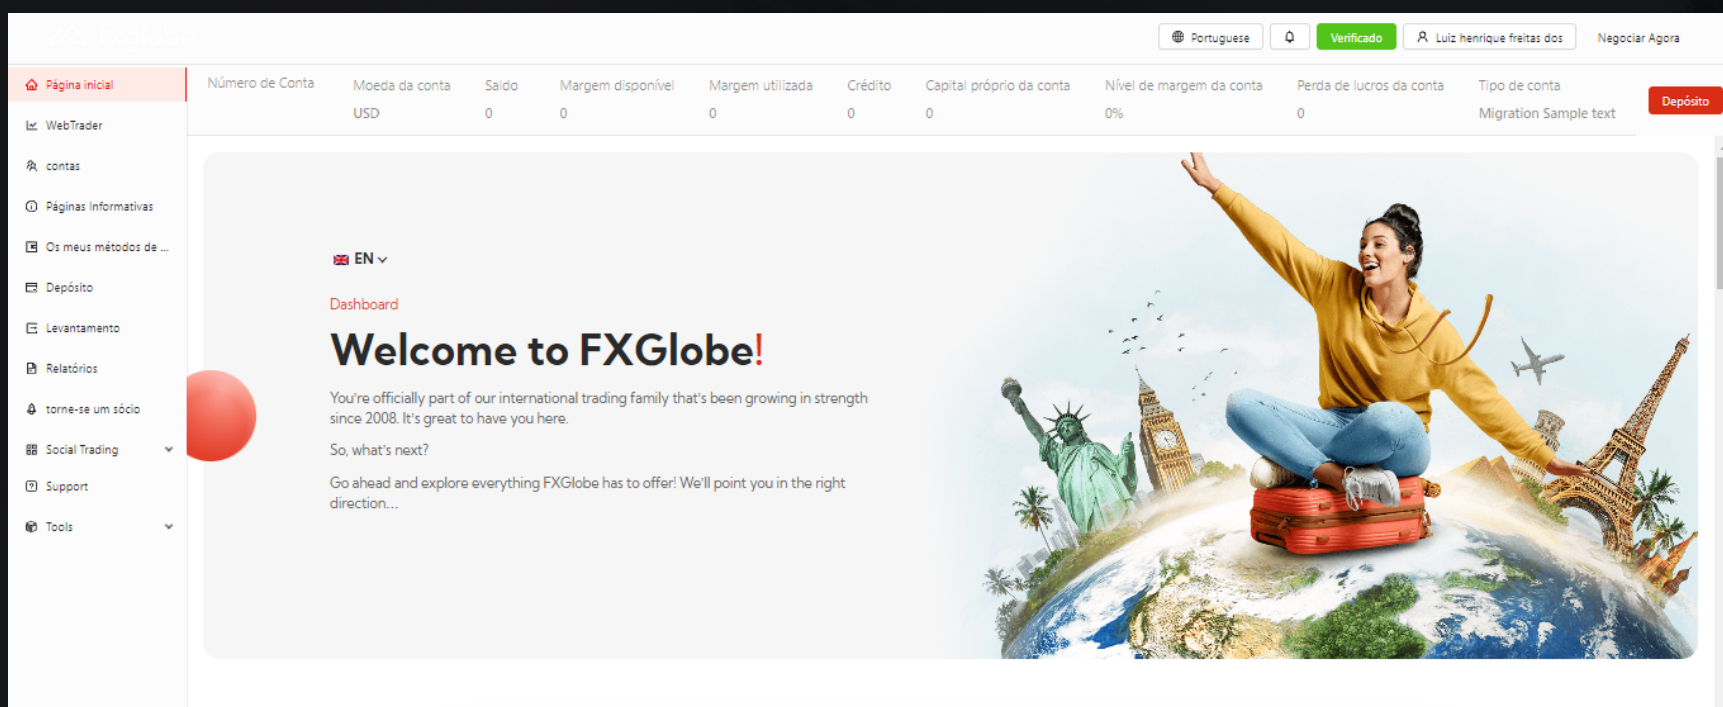 Fxglobe
Portuguese
Verificado
Luiz henrique freitas dos
Negociar Agora
Página inicial
WebTrader
contas
Páginas Informativas
Os meus métodos de ...
Depósito
Levantamento
Relatórios
torne-se um sócio
Social Trading
Support
Tools
Número de Conta
Moeda da conta
USD
Saldo
0
Margem disponível
0
Margem utilizada
0
Crédito
0
Capital próprio da conta
0
Nível de margem da conta
0%
Perda de lucros da conta
0
Tipo de conta
Migration Sample text
Depósito
EN
Dashboard
Welcome to FXGlobe!
You're officially part of our international trading family that's been growing in strength
since 2008. It's great to have you here.
So, what's next?
Go ahead and explore everything FXGlobe has to offer! We'll point you in the right
direction...